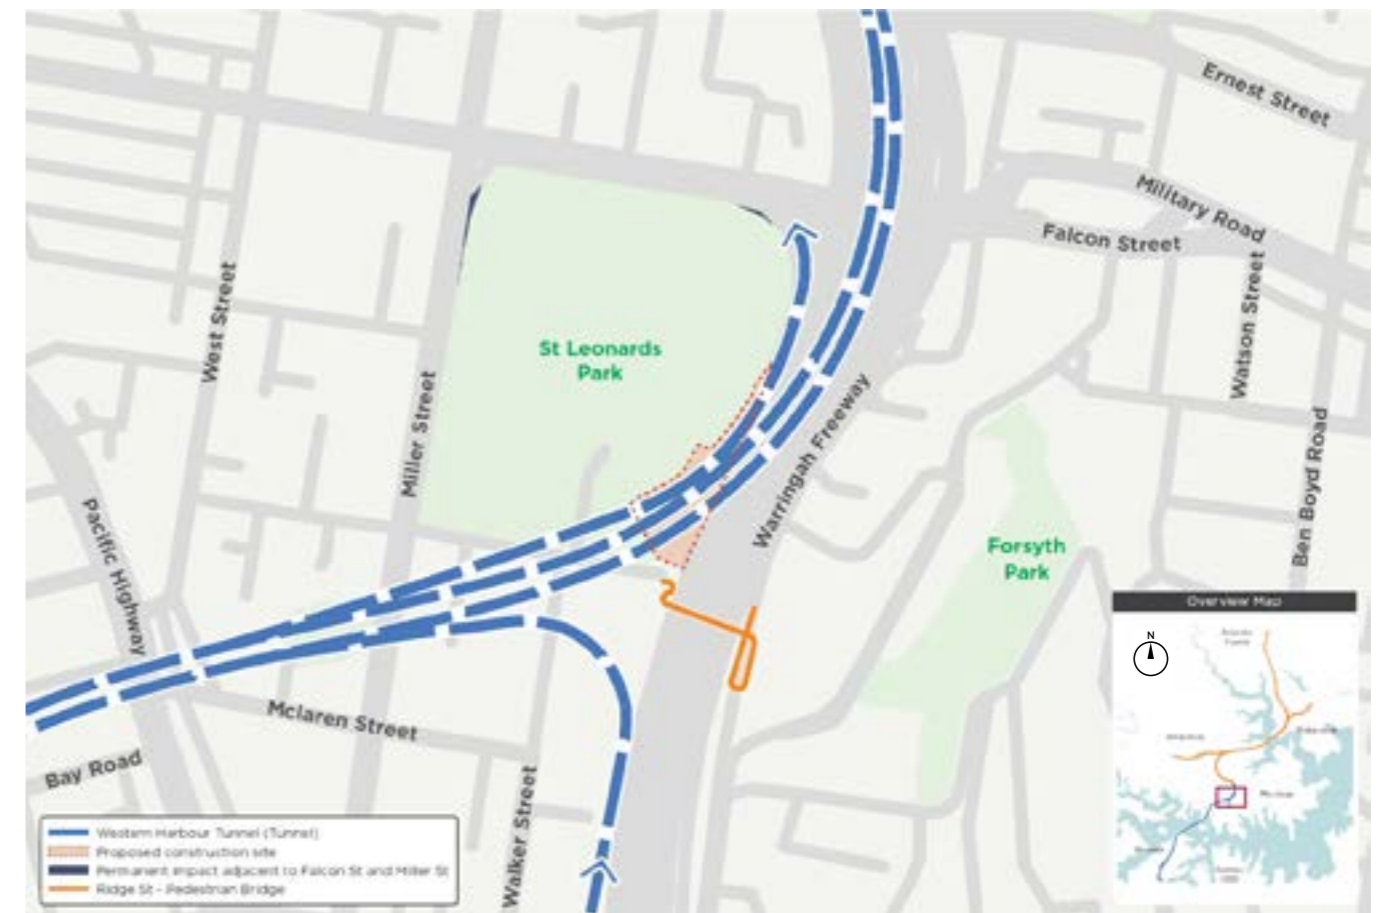 Ernest Street
Military Road
Falcon Street
West Street
Watson Street
St Leonards
Park
Miller Street
Warringah Freeway
Ben Boyd Road
Pacific Highway
Forsyth
Park
Overview Map
N
Mclaren Street
Bay Road
Walker Street
Western Harbour Tunnel (Tunnel)
Proposed construction site
Permanent impact adjacent to Falcon St and Miller St
Ridge St - Pedestrian Bridge